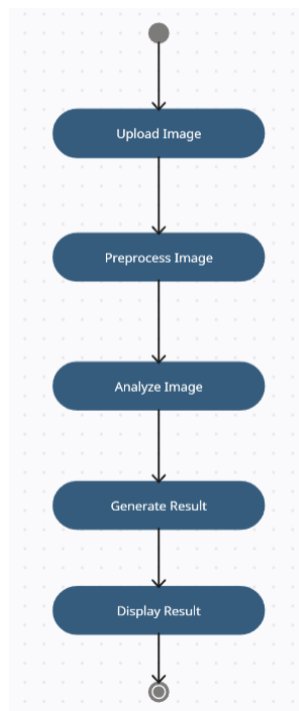 Upload Image
Preprocess Image
Analyze Image
Generate Result
Display Result